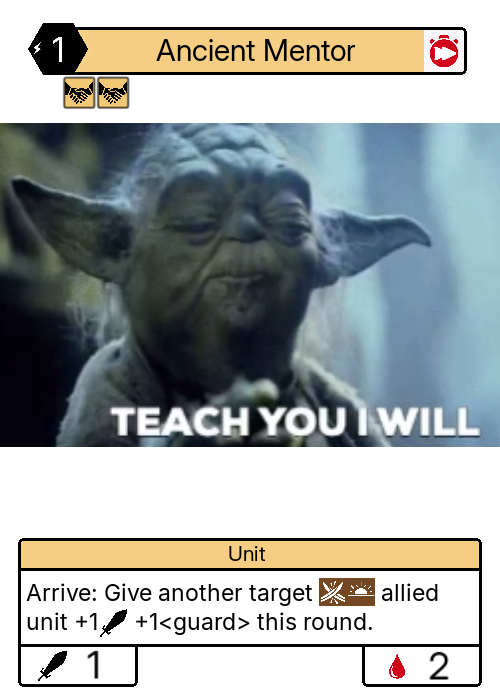 1
Ancient Mentor
TEACH YOU I WILL
Unit
Arrive: Give another target allied
unit +1 +1<guard> this round.
1
2